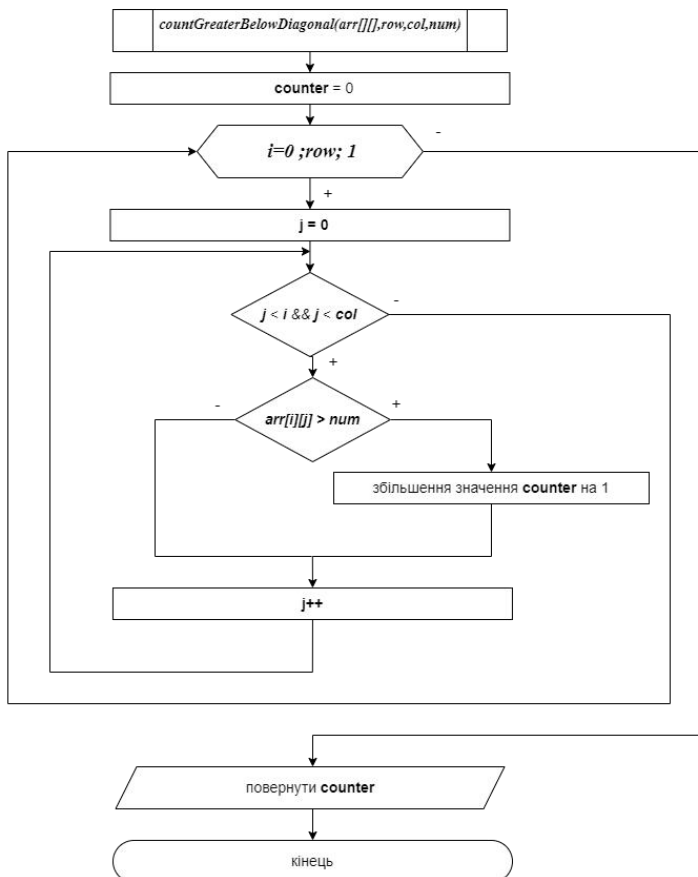 countGreaterBelowDiagonal(arr[][],row,col,num)
counter = 0
i=0 ;row; 1
-
+
j = 0
j < i && j < col
-
+
arr[i][j] > num
-
+
збільшення значення counter на 1
j++
повернути counter
кінець